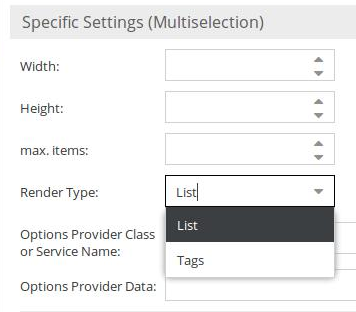 Specific Settings (Multiselection)
Width:
Height:
max. items:
Render Type:
List
List
Options Provider Class
or Service Name:
Tags
Options Provider Data: